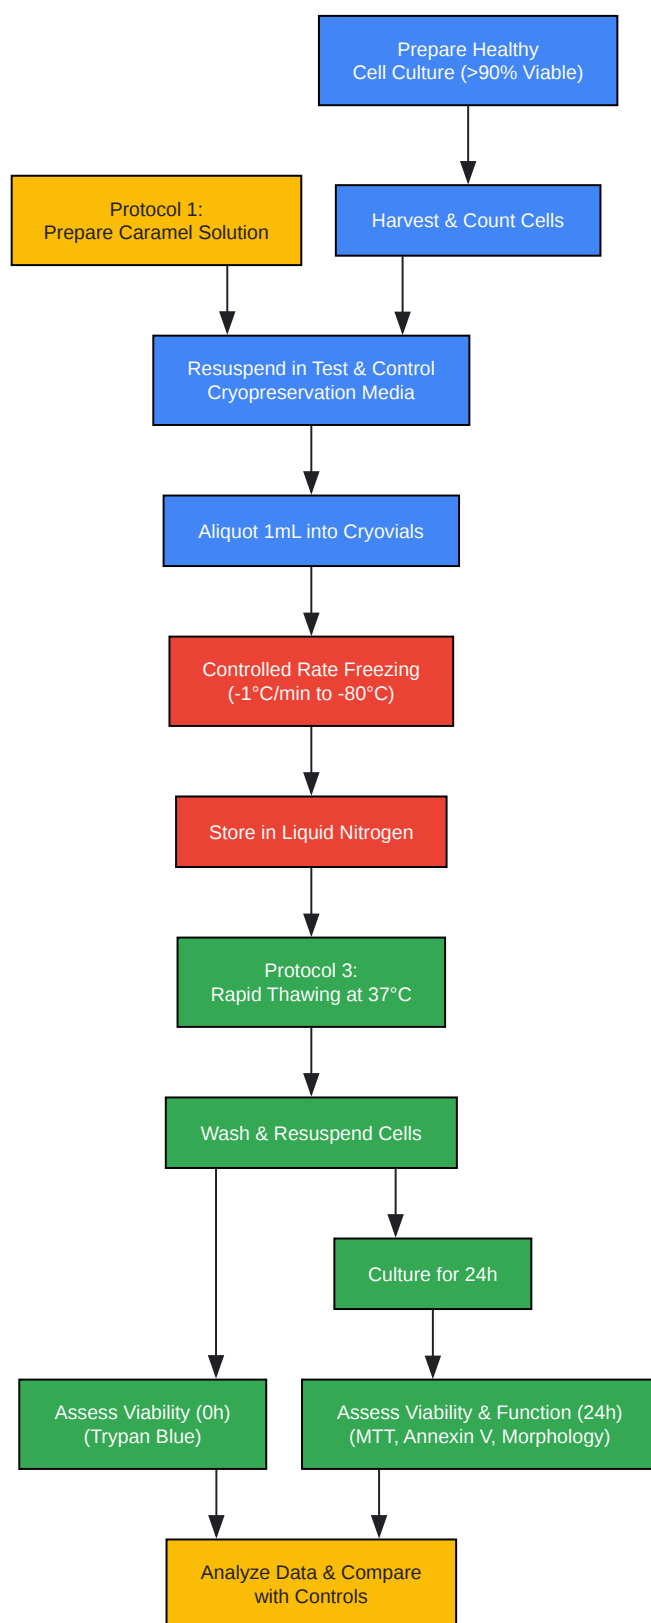 Prepare Healthy
Cell Culture (>90% Viable)
Protocol 1:
Prepare Caramel Solution
Harvest & Count Cells
Resuspend in Test & Control
Cryopreservation Media
Aliquot 1mL into Cryovials
Controlled Rate Freezing
(-1°C/min to -80°C)
Store in Liquid Nitrogen
Protocol 3:
Rapid Thawing at 37°C
Wash & Resuspend Cells
Culture for 24h
Assess Viability (0h)
(Trypan Blue)
Assess Viability & Function (24h)
(MTT, Annexin V, Morphology)
Analyze Data & Compare
with Controls